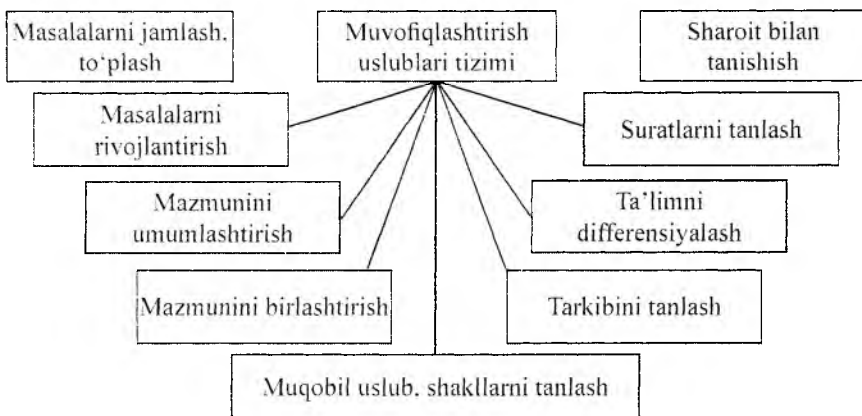 Masalalarni jamlash,
to‘plash
Muvofiqlashtirish
uslublari tizimi
Sharoit bilan
tanishish
Masalalarni
rivojlantirish
Suratlarni tanlash
Mazmunini
umumlashtirish
Ta’limni
differensiyalash
Mazmunini birlashtirish
Tarkibini tanlash
Muqobil uslub, shakllarni tanlash